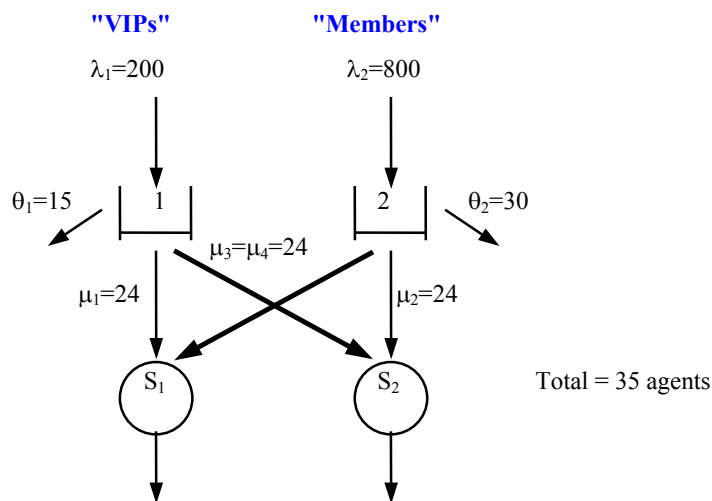 "VIPs" "Members"
λ₁=200 λ₂=800
θ₁=15 1 2 θ₂=30
μ₃=μ₄=24
μ₁=24 μ₂=24
S₁ S₂ Total = 35 agents